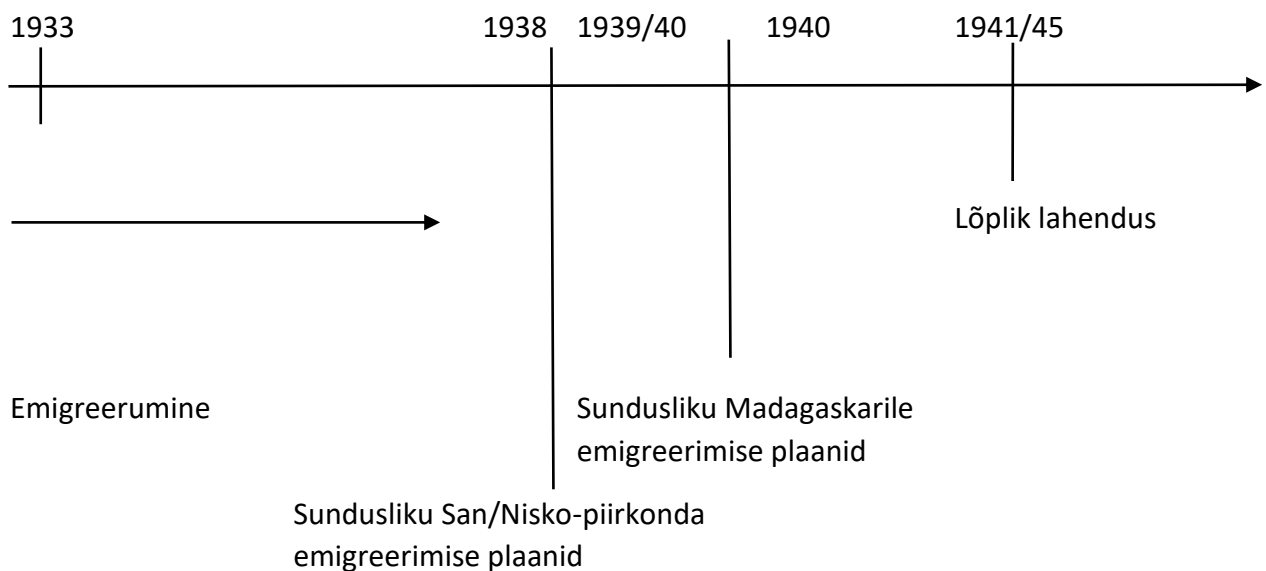 1933 1938 1939/40 1940 1941/45
Lõplik lahendus
Emigreerumine
Sundusliku Madagaskarile
emigreerimise plaanid
Sundusliku San/Nisko-piirkonda
emigreerimise plaanid